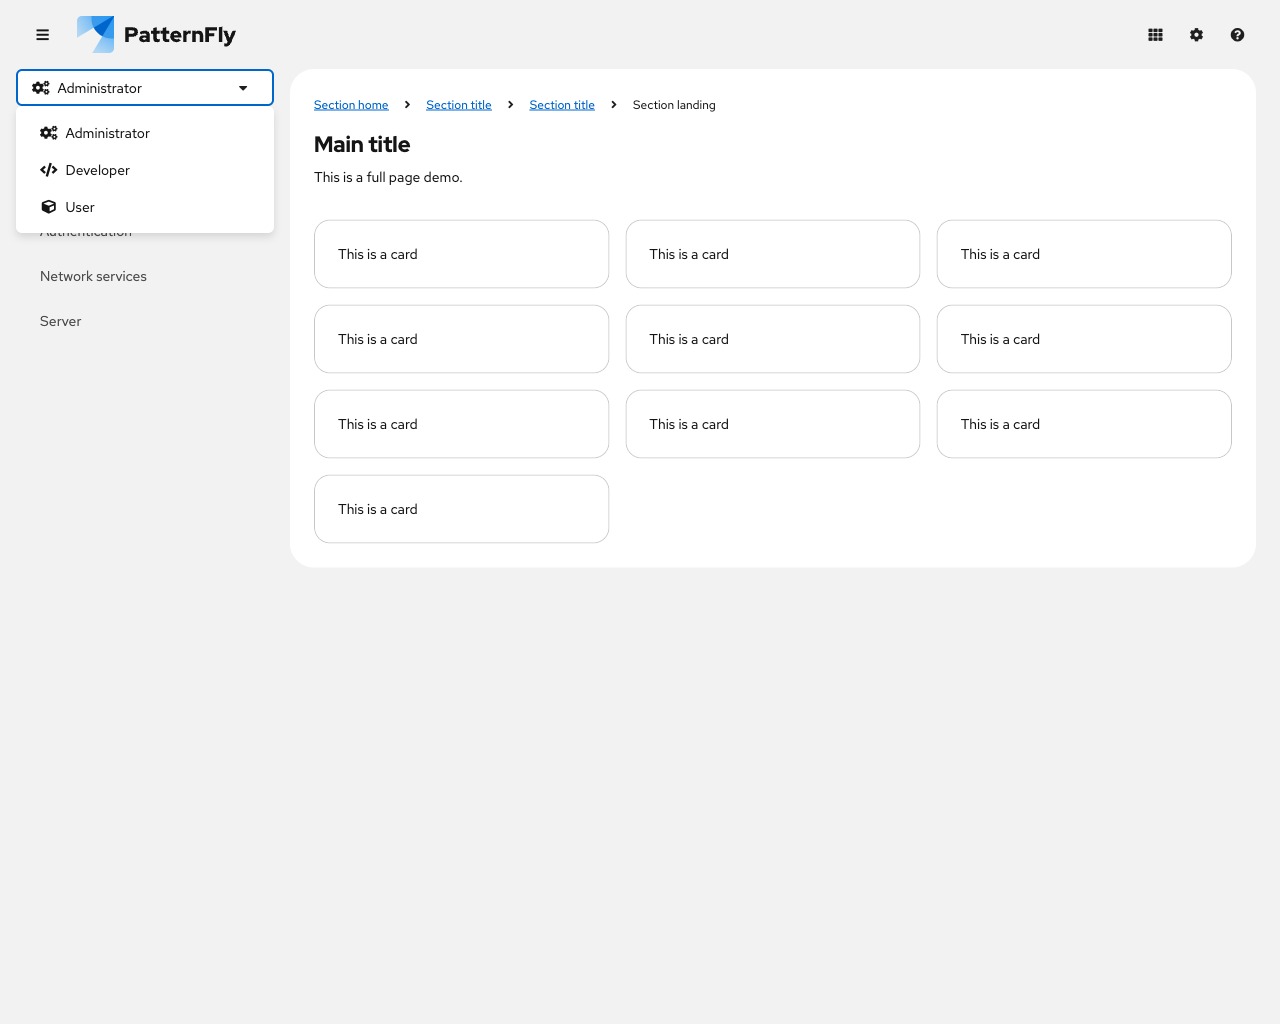 PatternFly
Administrator
Administrator
Developer
User
Authentication
Network services
Server
Section home
Section title
Section title
Section landing
Main title
This is a full page demo.
This is a card
This is a card
This is a card
This is a card
This is a card
This is a card
This is a card
This is a card
This is a card
This is a card